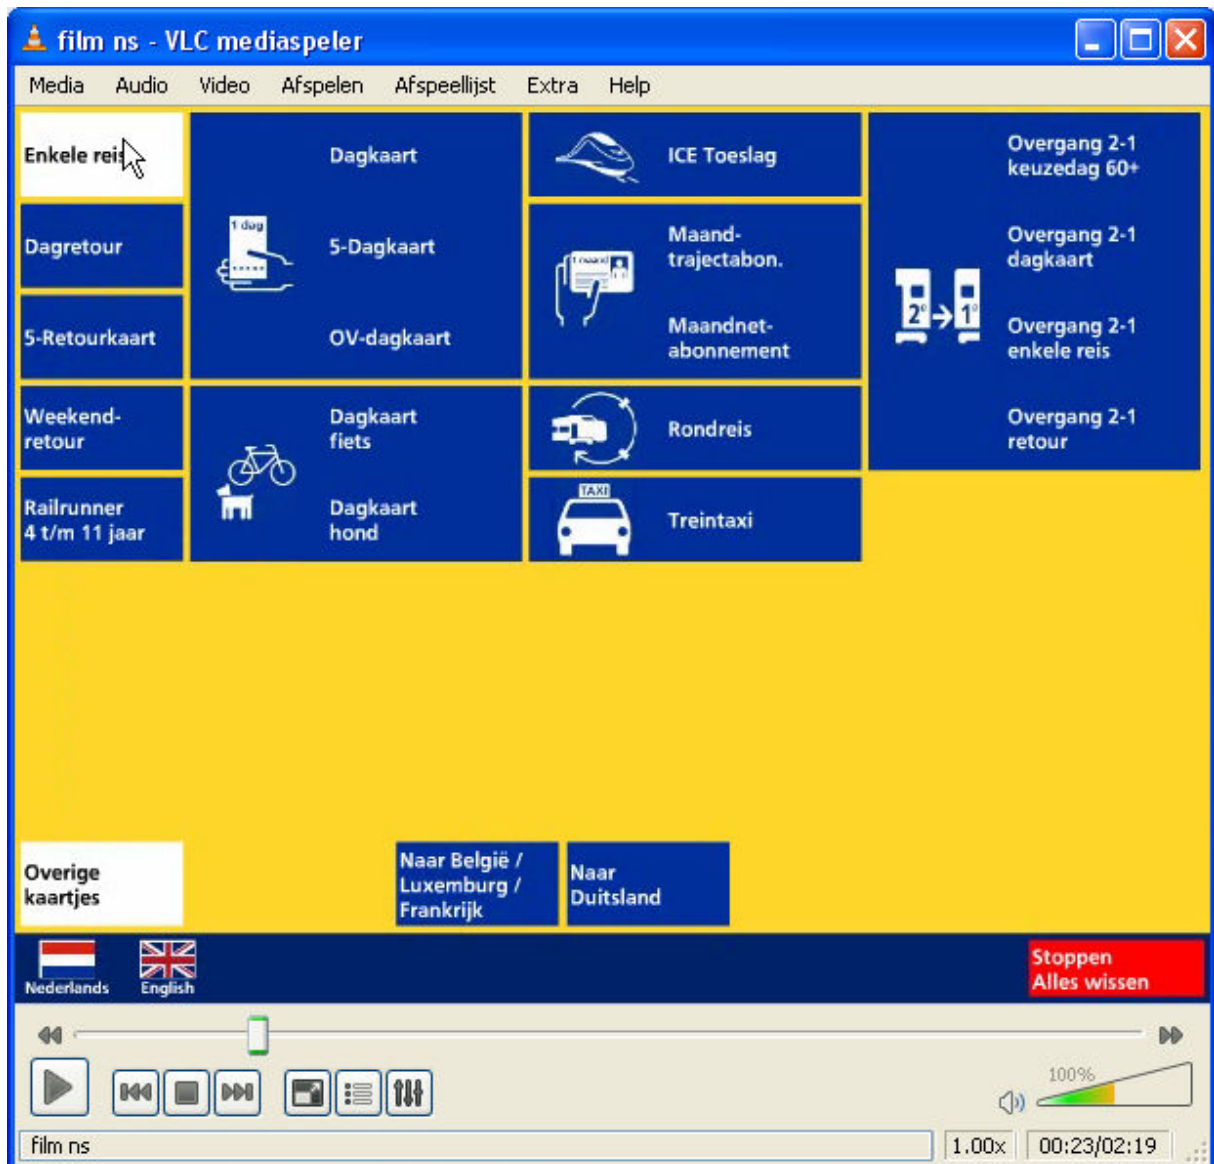 film ns - VLC mediaspeler
Media Audio Video Afspelen Afspeellijst Extra Help
Enkele reis
Dagretour
5-Retourkaart
Weekend-
retour
Railrunner
4 t/m 11 jaar
1 dag
Dagkaart
5-Dagkaart
OV-dagkaart
Dagkaart
fiets
Dagkaart
hond
ICE Toeslag
1 maand
Maand-
trajectabon.
Maandnet-
abonnement
Rondreis
TAXI
Treintaxi
2° → 1°
Overgang 2-1
keuzedag 60+
Overgang 2-1
dagkaart
Overgang 2-1
enkele reis
Overgang 2-1
retour
Overige
kaartjes
Naar België /
Luxemburg /
Frankrijk
Naar
Duitsland
Nederlands
English
Stoppen
Alles wissen
100%
film ns
1.00x
00:23/02:19